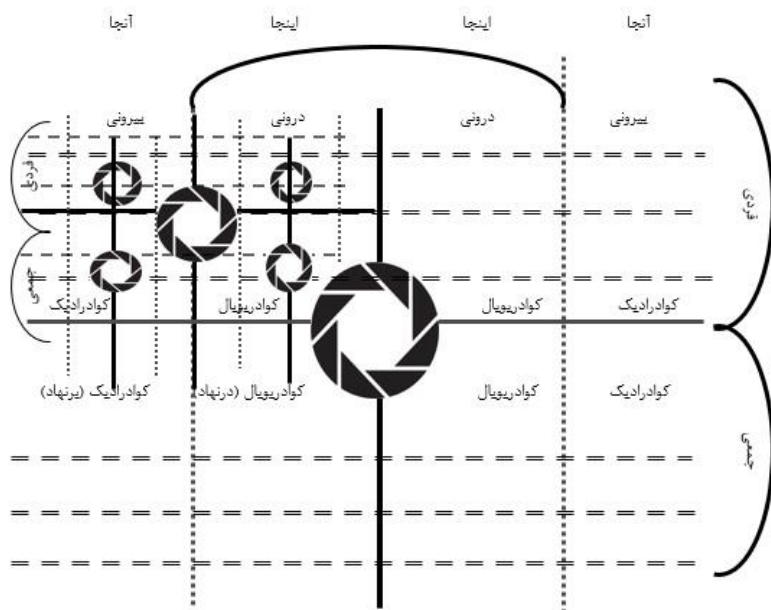 آنجا اینجا اینجا آنجا
بیرونی درونی درونی بیرونی
فردی
فردی
جمعی
کوادرادیک کوادریویال کوادریویال کوادرادیک
کوادرادیک کوادریویال کوادریویال (درنهاد) کوادرادیک (برنهاد)
جمعی